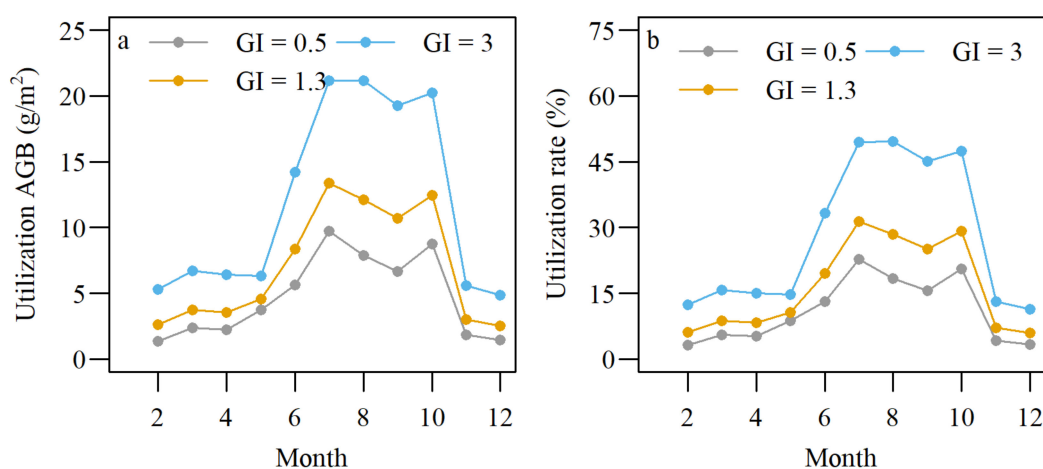 a
GI = 0.5
GI = 3
GI = 1.3
Utilization AGB (g/m²)
25
20
15
10
5
0
2 4 6 8 10 12
Month
b
GI = 0.5
GI = 3
GI = 1.3
Utilization rate (%)
75
60
45
30
15
0
2 4 6 8 10 12
Month